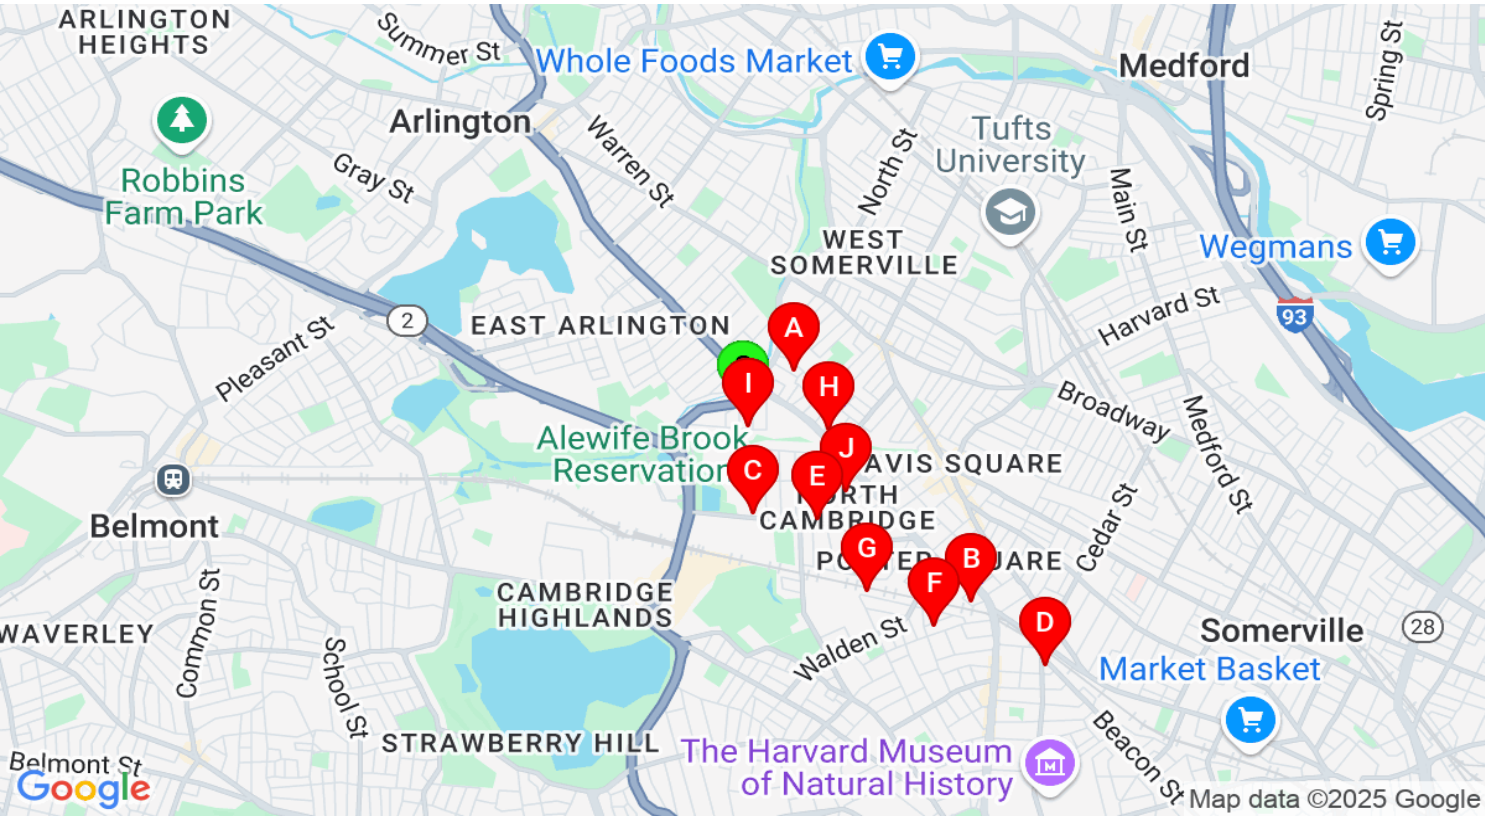 ARLINGTON
HEIGHTS
Summer St
Whole Foods Market
Medford
Spring St
Arlington
Warren St
North St
Tufts
University
Gray St
Robbins
Farm Park
Main St
WEST
SOMERVILLE
Wegmans
Harvard St
93
2
EAST ARLINGTON
A
Pleasant St
I
H
Broadway
Medford St
Alewife Brook
Reservation
J
AVIS SQUARE
C
E
NORTH
CAMBRIDGE
Cedar St
Belmont
G
B
PORTER SQUARE
F
CAMBRIDGE
HIGHLANDS
Common St
WAVERLEY
School St
Walden St
D
Somerville
28
Market Basket
STRAWBERRY HILL
The Harvard Museum
of Natural History
Beacon St
Belmont St
Google
Map data ©2025 Google